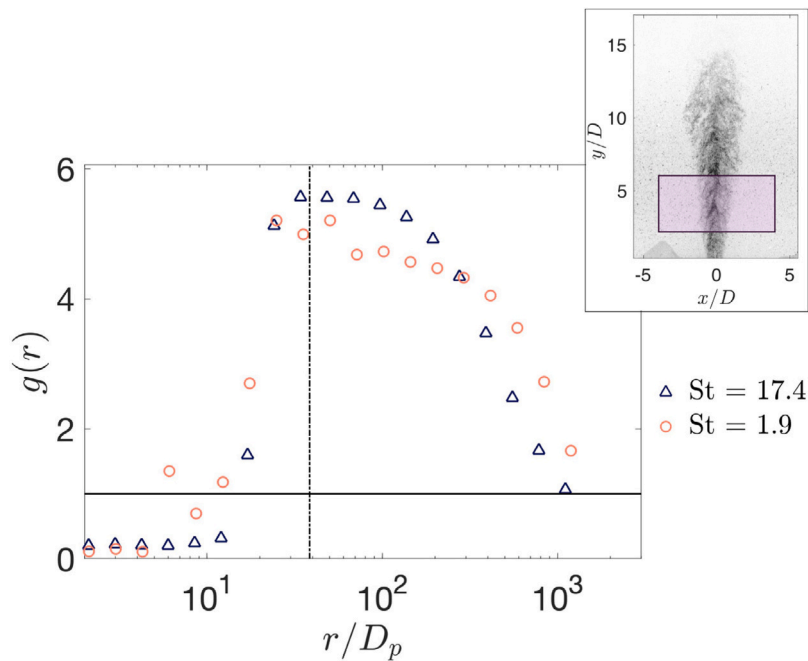 15
10
5
y/D
-5 0 5
x/D
6
4
2
0
g(r)
10^1 10^2 10^3
r/D_p
St = 17.4
St = 1.9